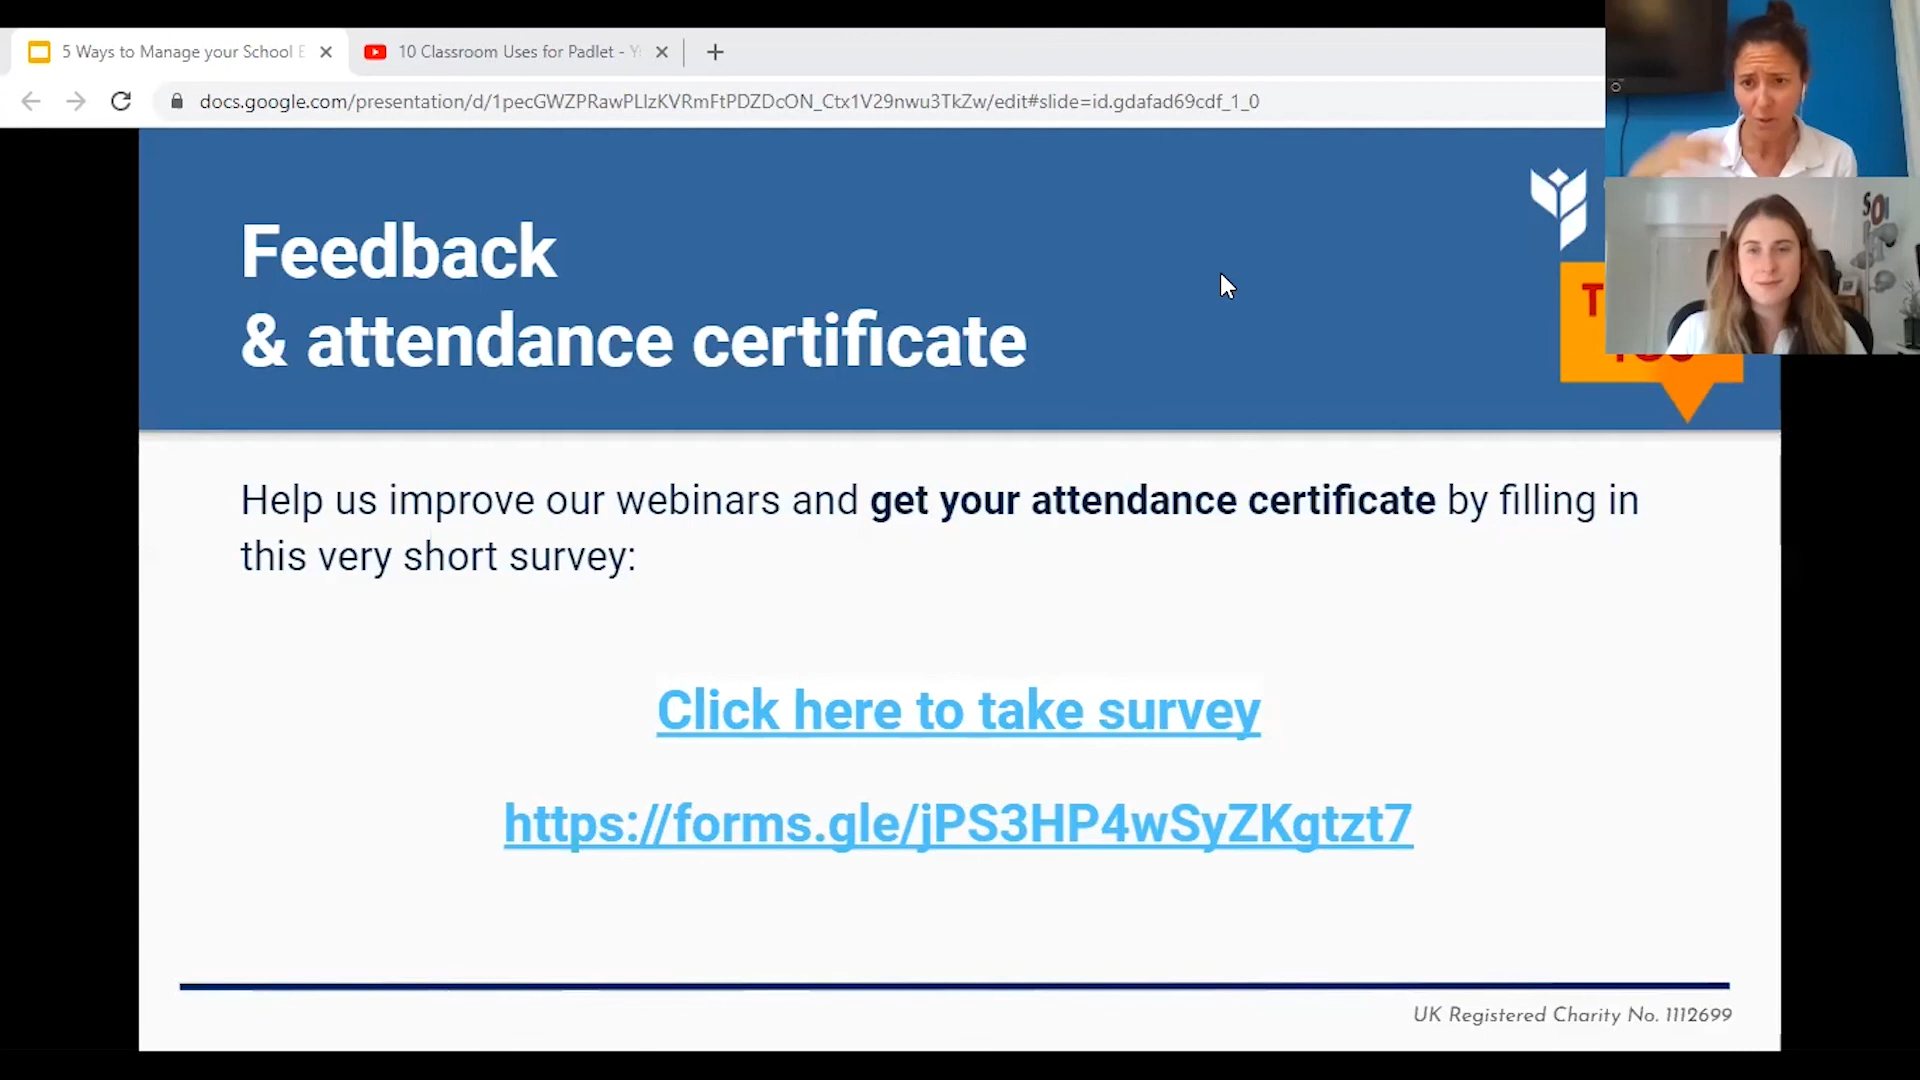 5 Ways to Manage your School E
10 Classroom Uses for Padlet - Y
docs.google.com/presentation/d/1pecGWZPRawPLlzKVRmFtPDZDcON_Ctx1V29nwu3TkZw/edit#slide=id.gdafad69cdf_1_0
Feedback
& attendance certificate
Help us improve our webinars and get your attendance certificate by filling in
this very short survey:
Click here to take survey
https://forms.gle/jPS3HP4wSyZKgtzt7
UK Registered Charity No. 1112699